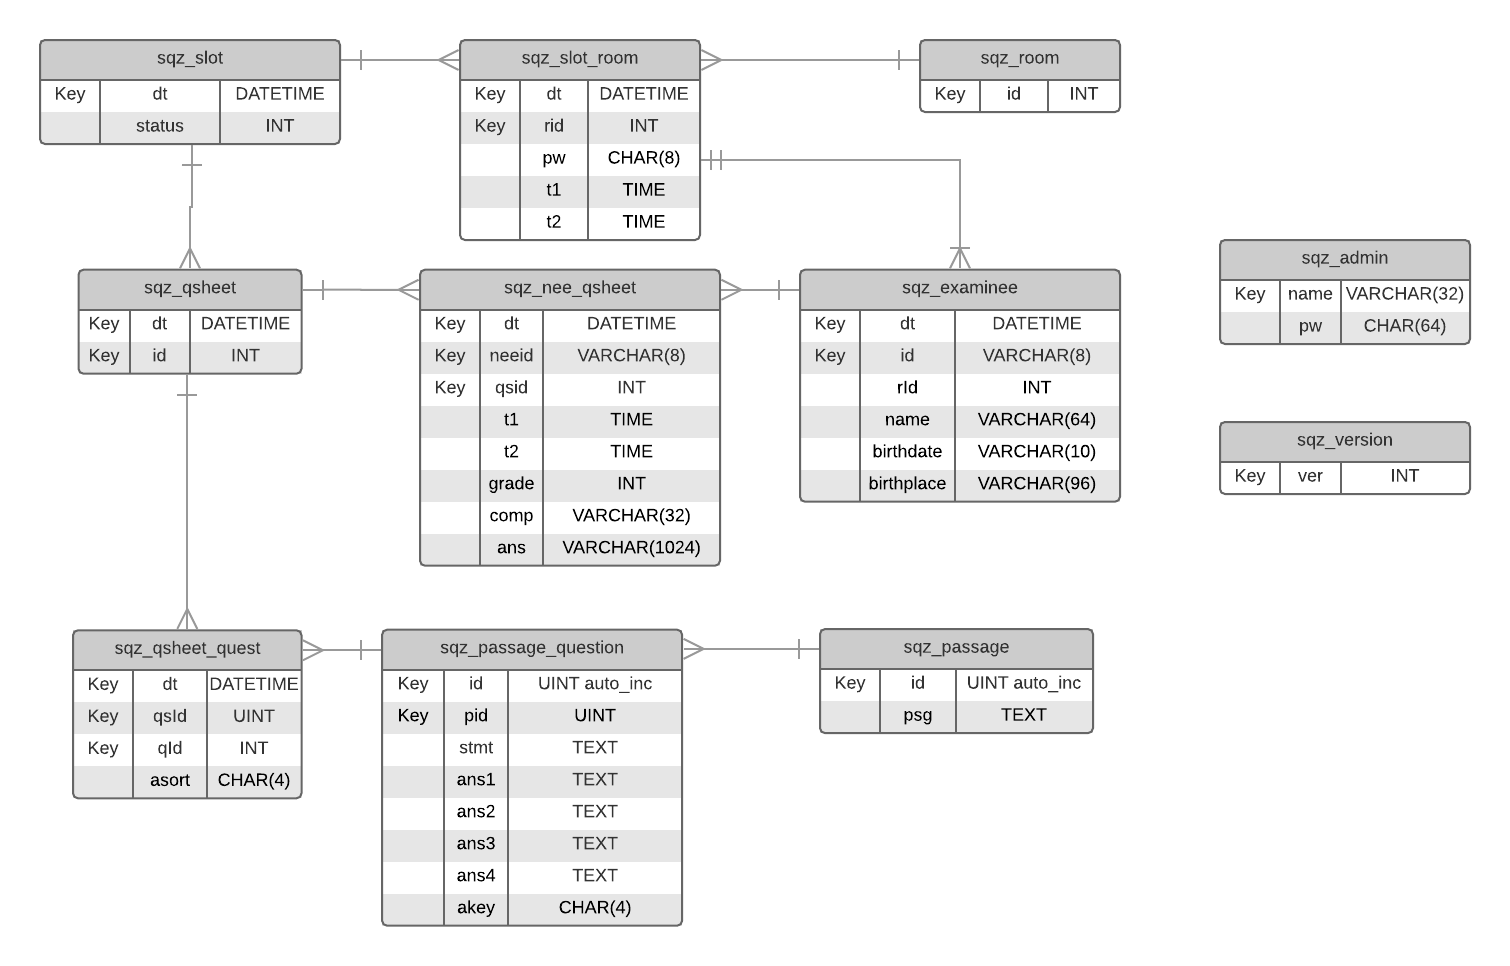 sqz_slot
Key dt DATETIME
status INT
sqz_slot_room
Key dt DATETIME
Key rid INT
pw CHAR(8)
t1 TIME
t2 TIME
sqz_room
Key id INT
sqz_qsheet
Key dt DATETIME
Key id INT
sqz_nee_qsheet
Key dt DATETIME
Key neeid VARCHAR(8)
Key qsid INT
t1 TIME
t2 TIME
grade INT
comp VARCHAR(32)
ans VARCHAR(1024)
sqz_examinee
Key dt DATETIME
Key id VARCHAR(8)
rId INT
name VARCHAR(64)
birthdate VARCHAR(10)
birthplace VARCHAR(96)
sqz_admin
Key name VARCHAR(32)
pw CHAR(64)
sqz_version
Key ver INT
sqz_qsheet_quest
Key dt DATETIME
Key qsId UINT
Key qId INT
asort CHAR(4)
sqz_passage_question
Key id UINT auto_inc
Key pid UINT
stmt TEXT
ans1 TEXT
ans2 TEXT
ans3 TEXT
ans4 TEXT
akey CHAR(4)
sqz_passage
Key id UINT auto_inc
psg TEXT